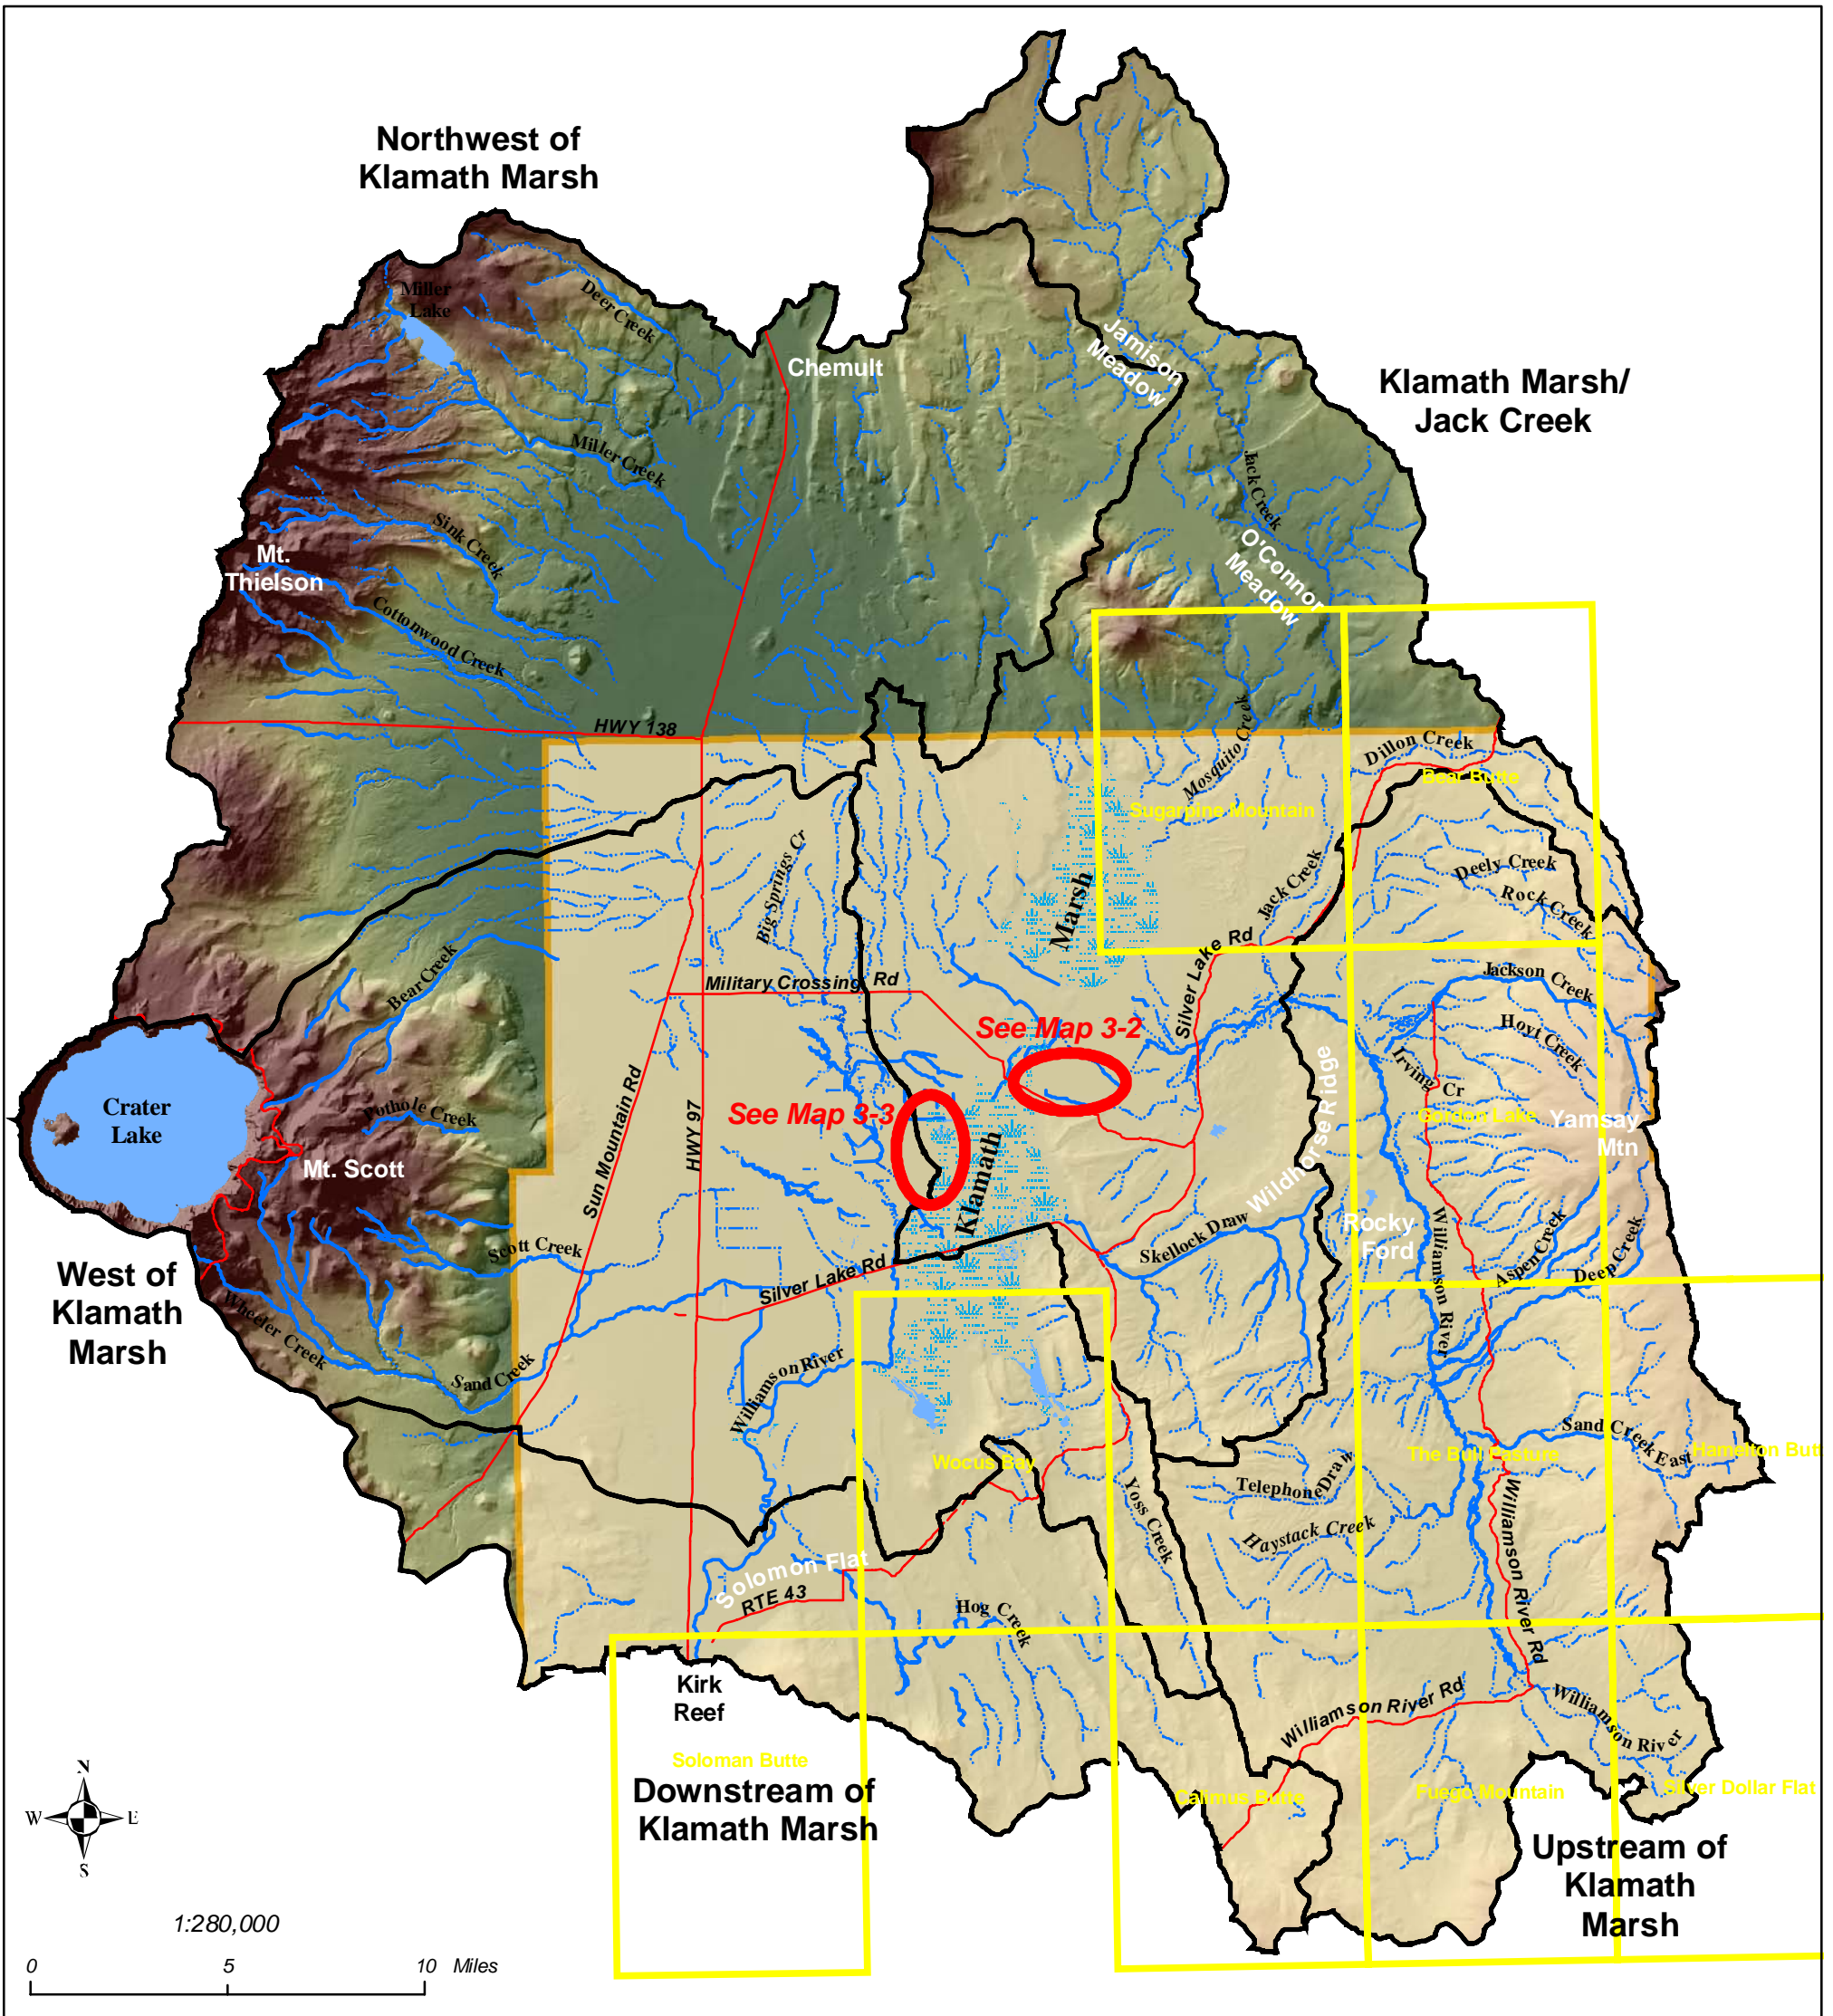 Northwest of
Klamath Marsh
Miller
Lake
Deer Creek
Chemult
Jamison
Meadow
Klamath Marsh/
Jack Creek
Miller Creek
Jack Creek
Sink Creek
O'Connor
Meadow
Mt.
Thielson
Cottonwood Creek
HWY 138
Mosquito Creek
Dillon Creek
Bear Butte
Sugarpine Mountain
Big Springs Cr
Deely Creek
Rock Creek
Jack Creek
Marsh
Silver Lake Rd
Bear Creek
Military Crossing Rd
Jackson Creek
Silver Lake Rd
See Map 3-2
Hoyt Creek
Irving Cr
Crater
Lake
Pothole Creek
See Map 3-3
Sun Mountain Rd
HWY 97
Gordon Lake
Yamsay
Mtn
Mt. Scott
Klamath
Wildhorse Ridge
Rocky
Ford
Williamson River
Skellock Draw
Aspen Creek
Deep Creek
Scott Creek
Silver Lake Rd
West of
Klamath
Marsh
Wheeler Creek
Sand Creek
Williamson River
Wocus Bay
Telephone Draw
The Bull Pasture
Sand Creek East
Hamelton Butt
Yoss Creek
Haystack Creek
Williamson River Rd
Solomon Flat
RTE 43
Hog Creek
Kirk
Reef
Williamson River Rd
Williamson River
Soloman Butte
Downstream of
Klamath Marsh
Calimus Butte
Fuego Mountain
Silver Dollar Flat
Upstream of
Klamath
Marsh
N
W
E
S
1:280,000
0 5 10 Miles